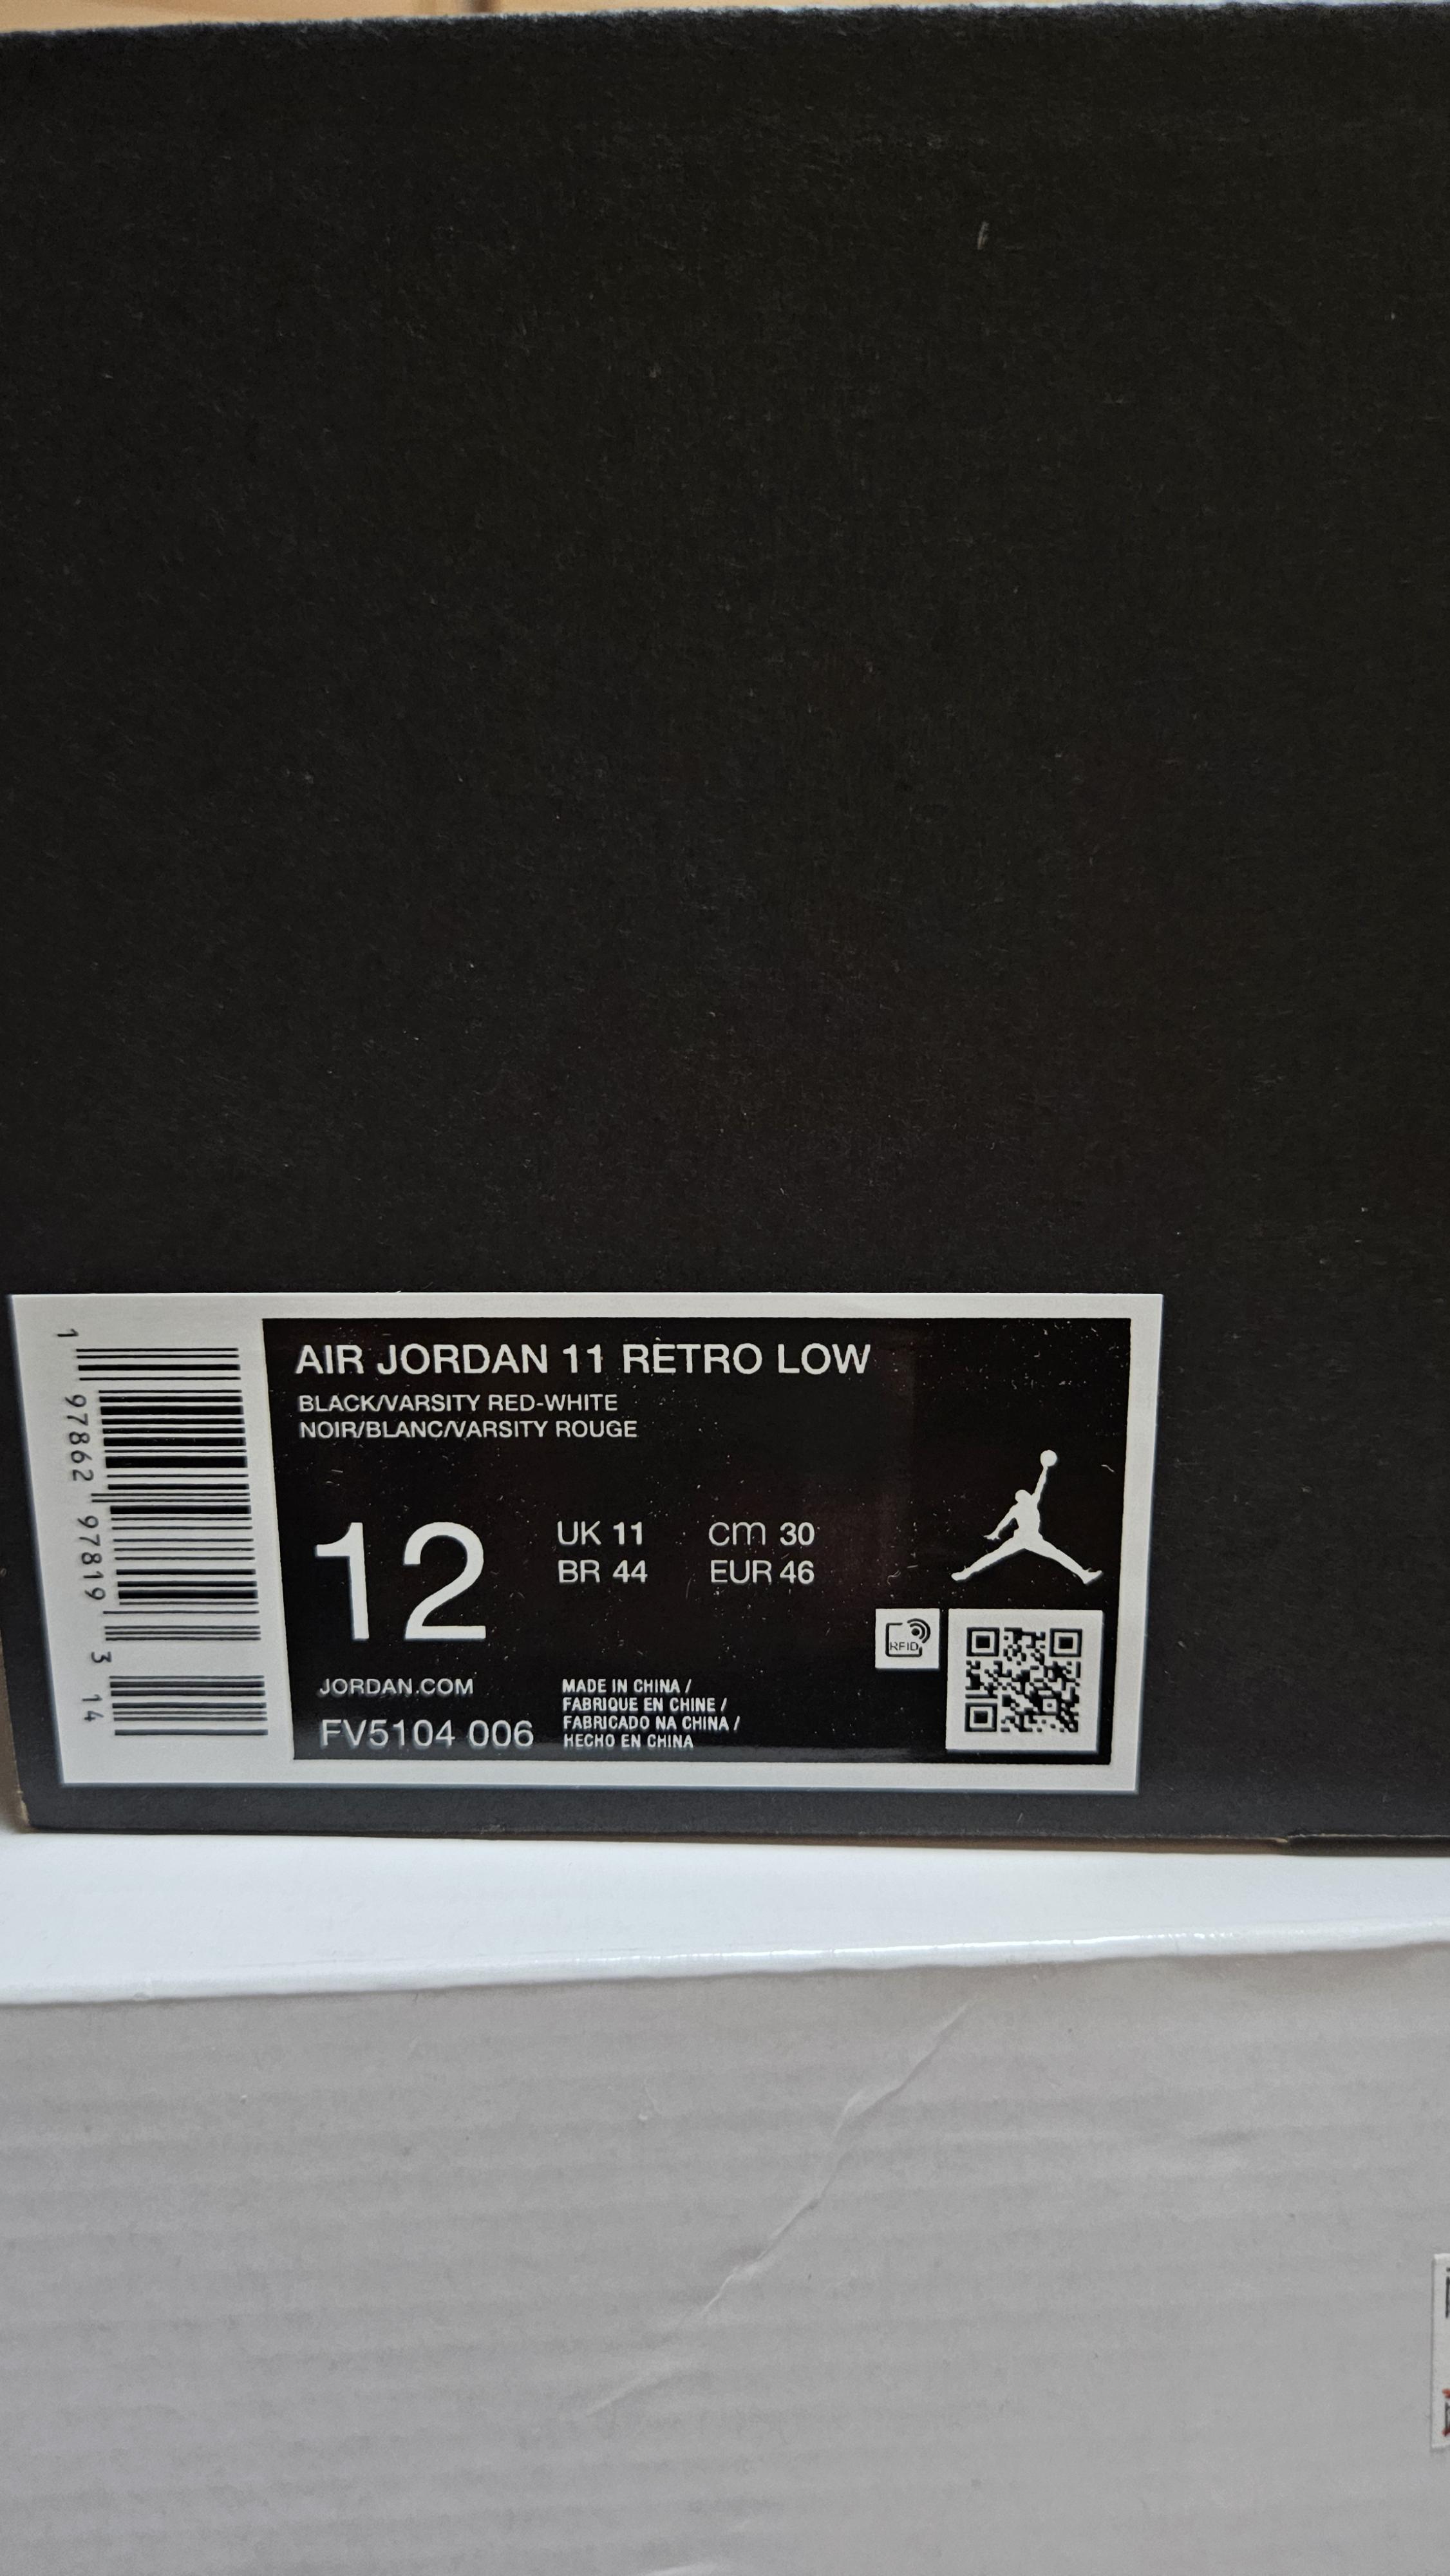 AIR JORDAN 11 RETRO LOW
BLACK/VARSITY RED-WHITE
NOIR/BLANC/VARSITY ROUGE
12
UK 11 cm 30
BR 44 EUR 46
RFID
JORDAN.COM
FV5104 006
MADE IN CHINA /
FABRIQUE EN CHINE /
FABRICADO NA CHINA /
HECHO EN CHINA
1 97862 97819 3 14